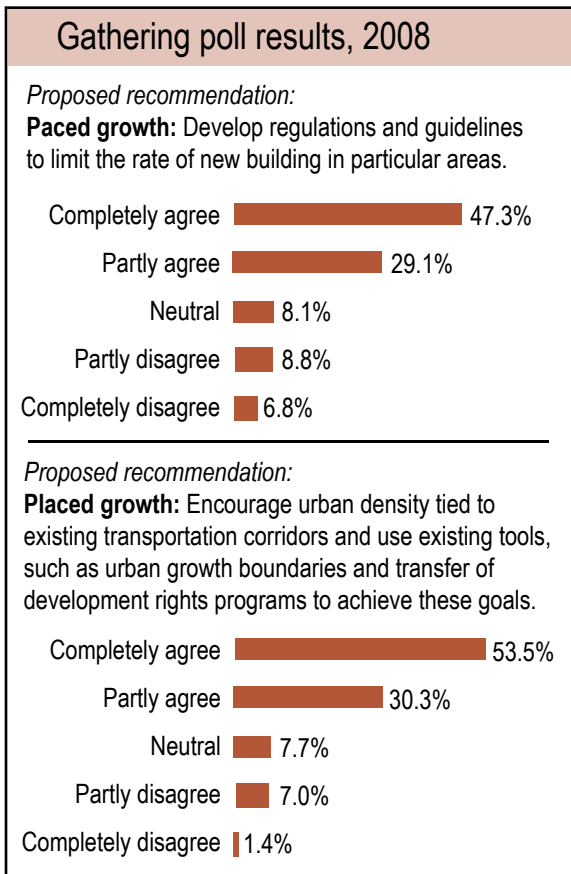 Gathering poll results, 2008
Proposed recommendation:
Paced growth: Develop regulations and guidelines
to limit the rate of new building in particular areas.
Completely agree 47.3%
Partly agree 29.1%
Neutral 8.1%
Partly disagree 8.8%
Completely disagree 6.8%
Proposed recommendation:
Placed growth: Encourage urban density tied to
existing transportation corridors and use existing tools,
such as urban growth boundaries and transfer of
development rights programs to achieve these goals.
Completely agree 53.5%
Partly agree 30.3%
Neutral 7.7%
Partly disagree 7.0%
Completely disagree 1.4%